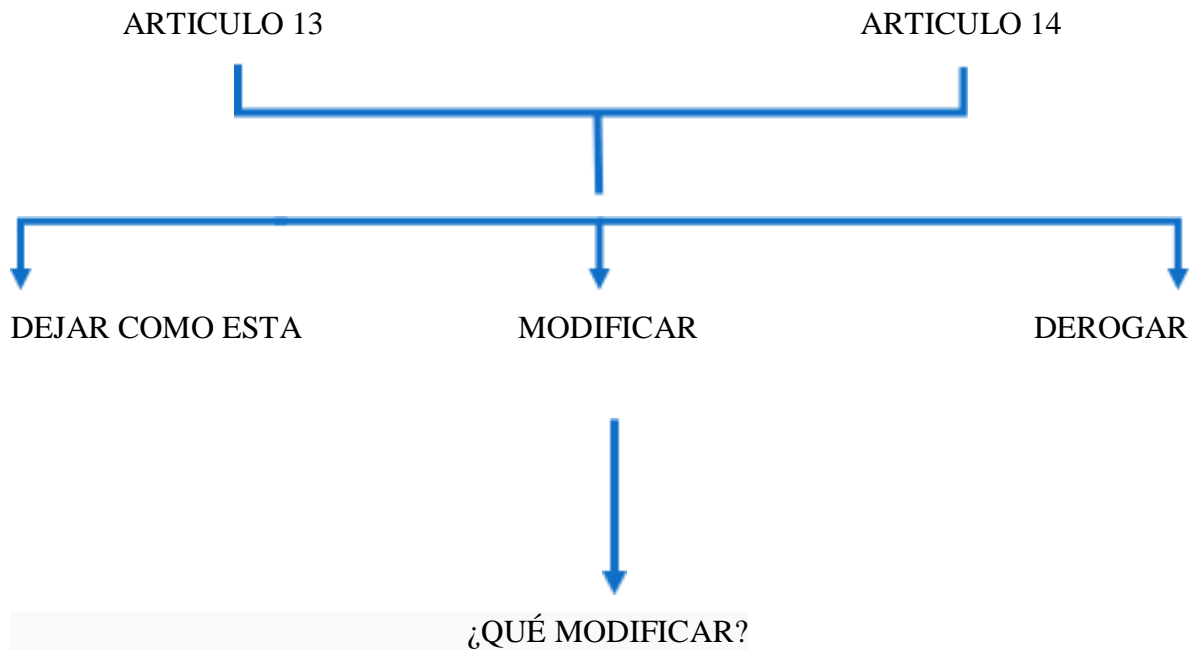 ARTICULO 13 ARTICULO 14
DEJAR COMO ESTA MODIFICAR DEROGAR
¿QUÉ MODIFICAR?